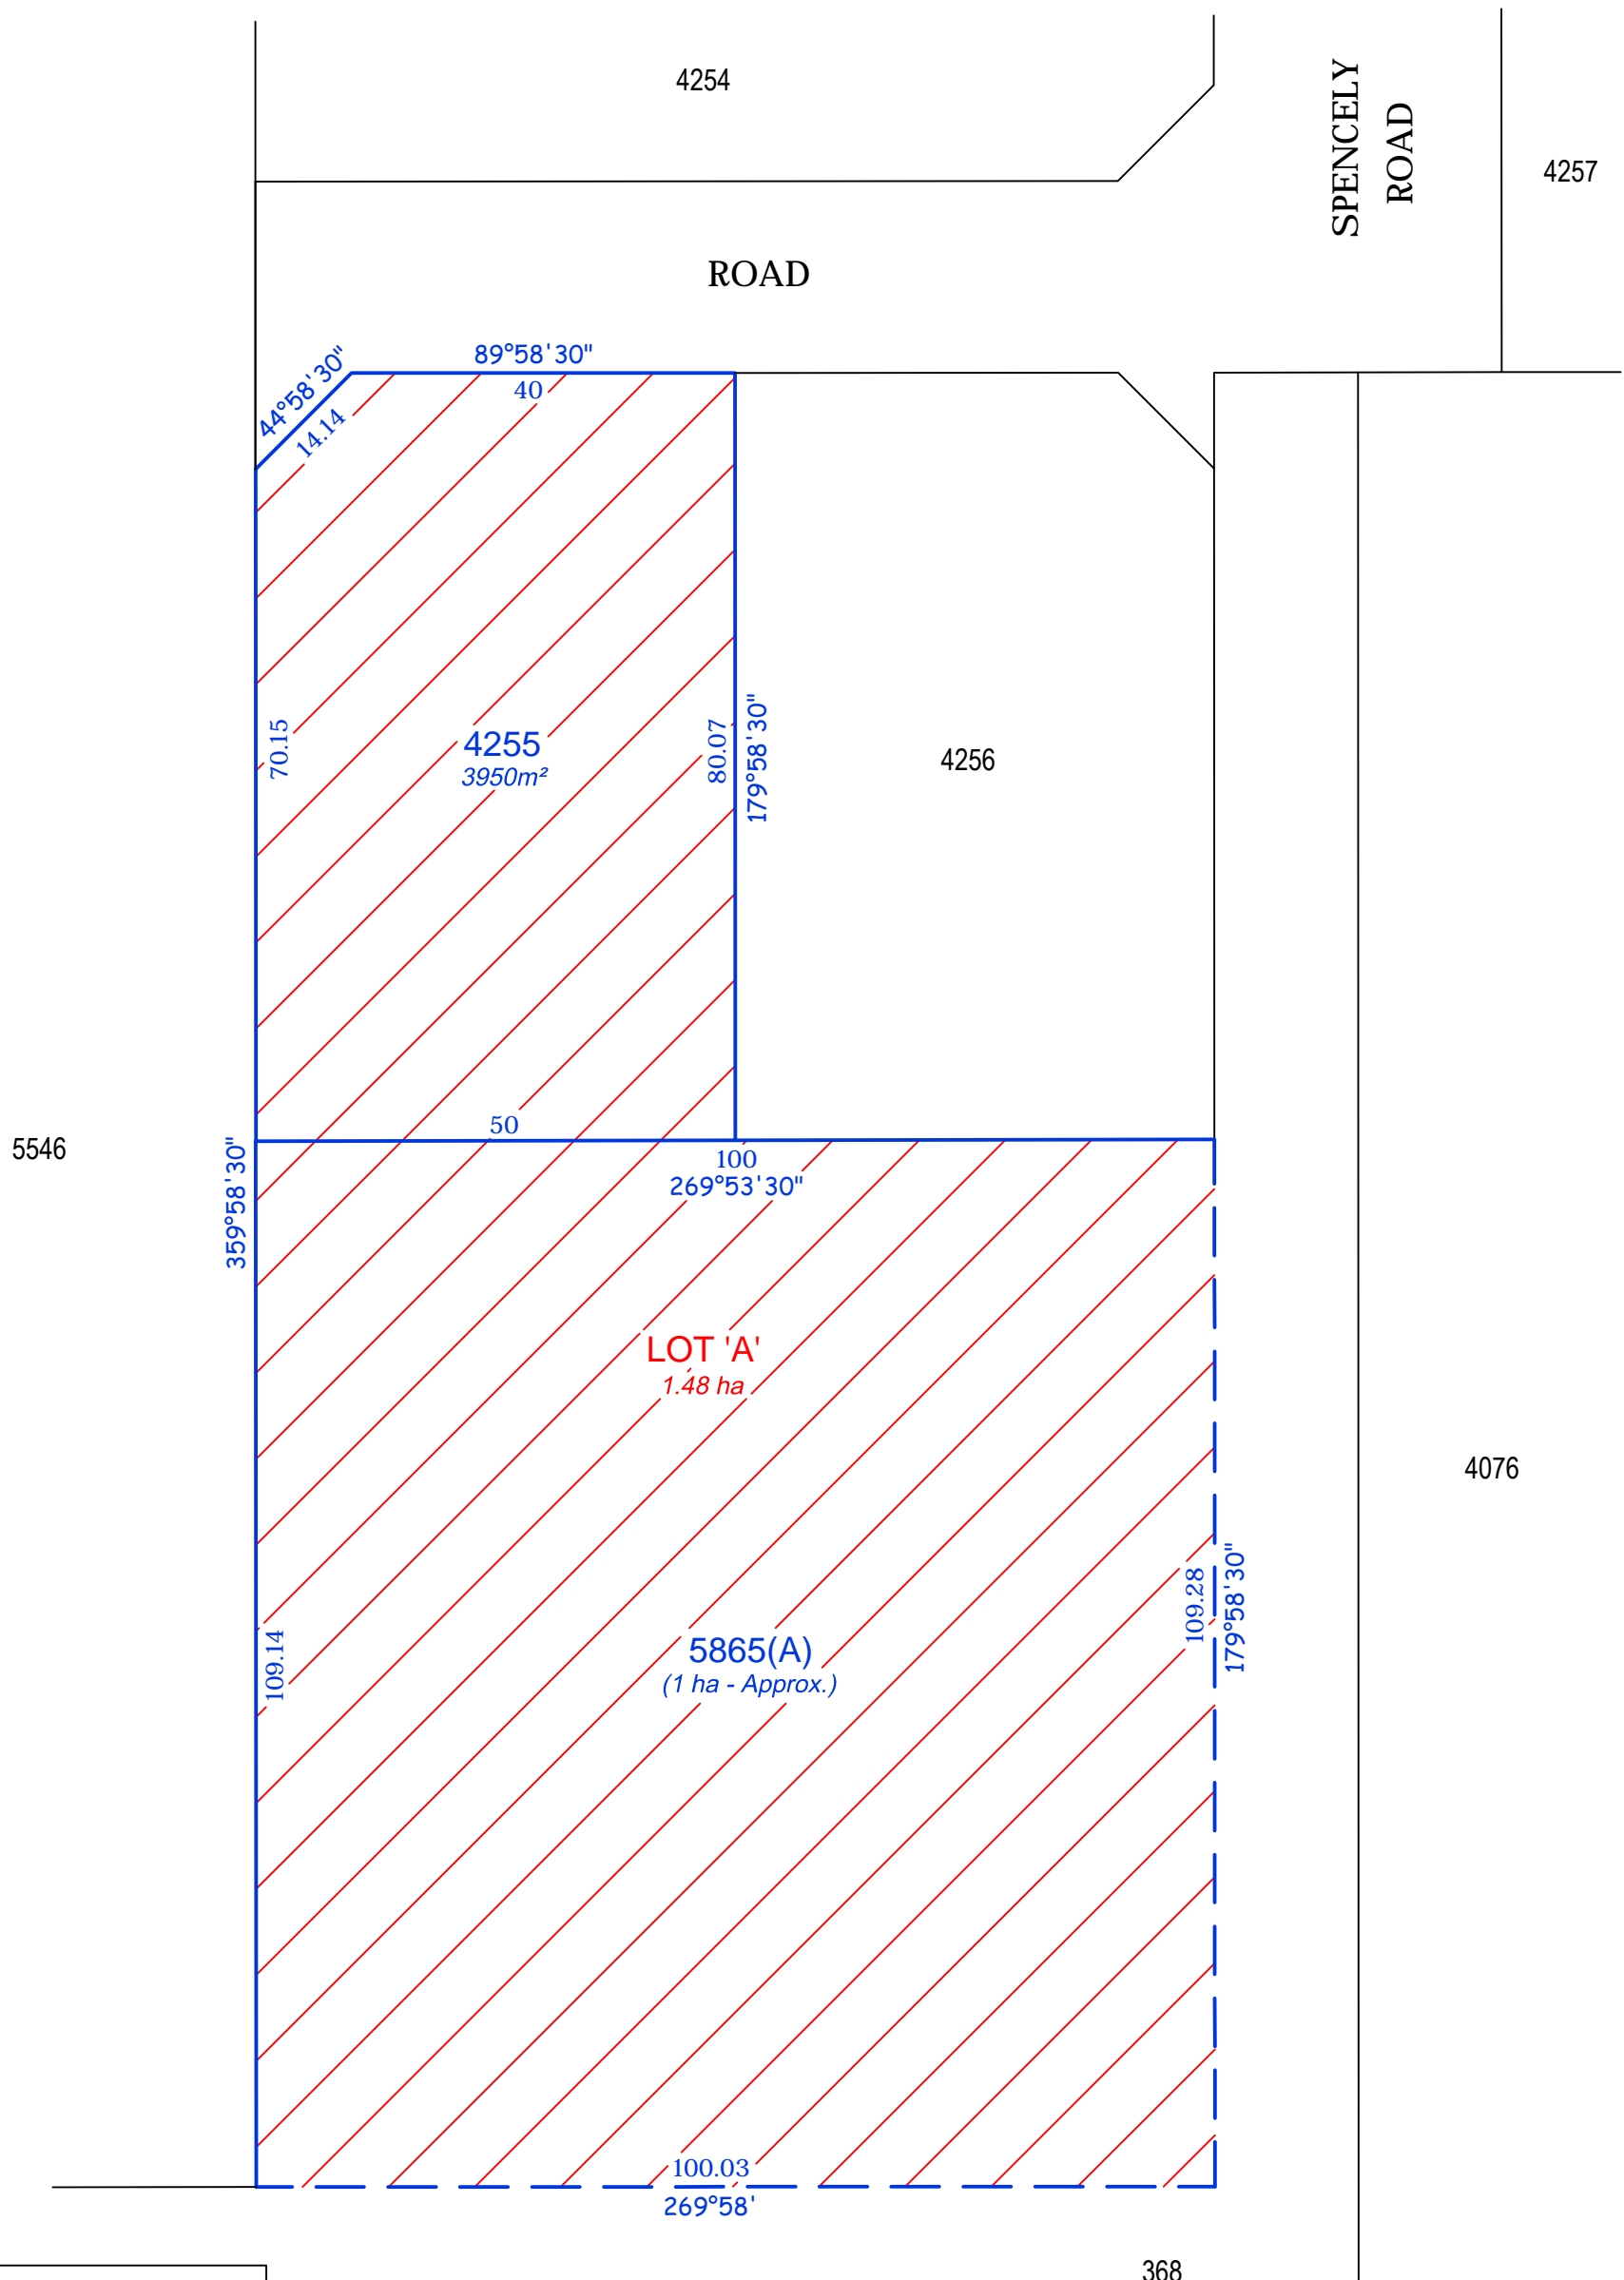 4254
SPENCELY
ROAD
4257
ROAD
89°58'30"
44°58'30"
40
14.14
70.15
4255
3950m²
80.07
179°58'30"
4256
50
5546
359°58'30"
100
269°53'30"
LOT 'A'
1.48 ha
4076
109.28
179°58'30"
109.14
5865(A)
(1 ha - Approx.)
100.03
269°58'
368